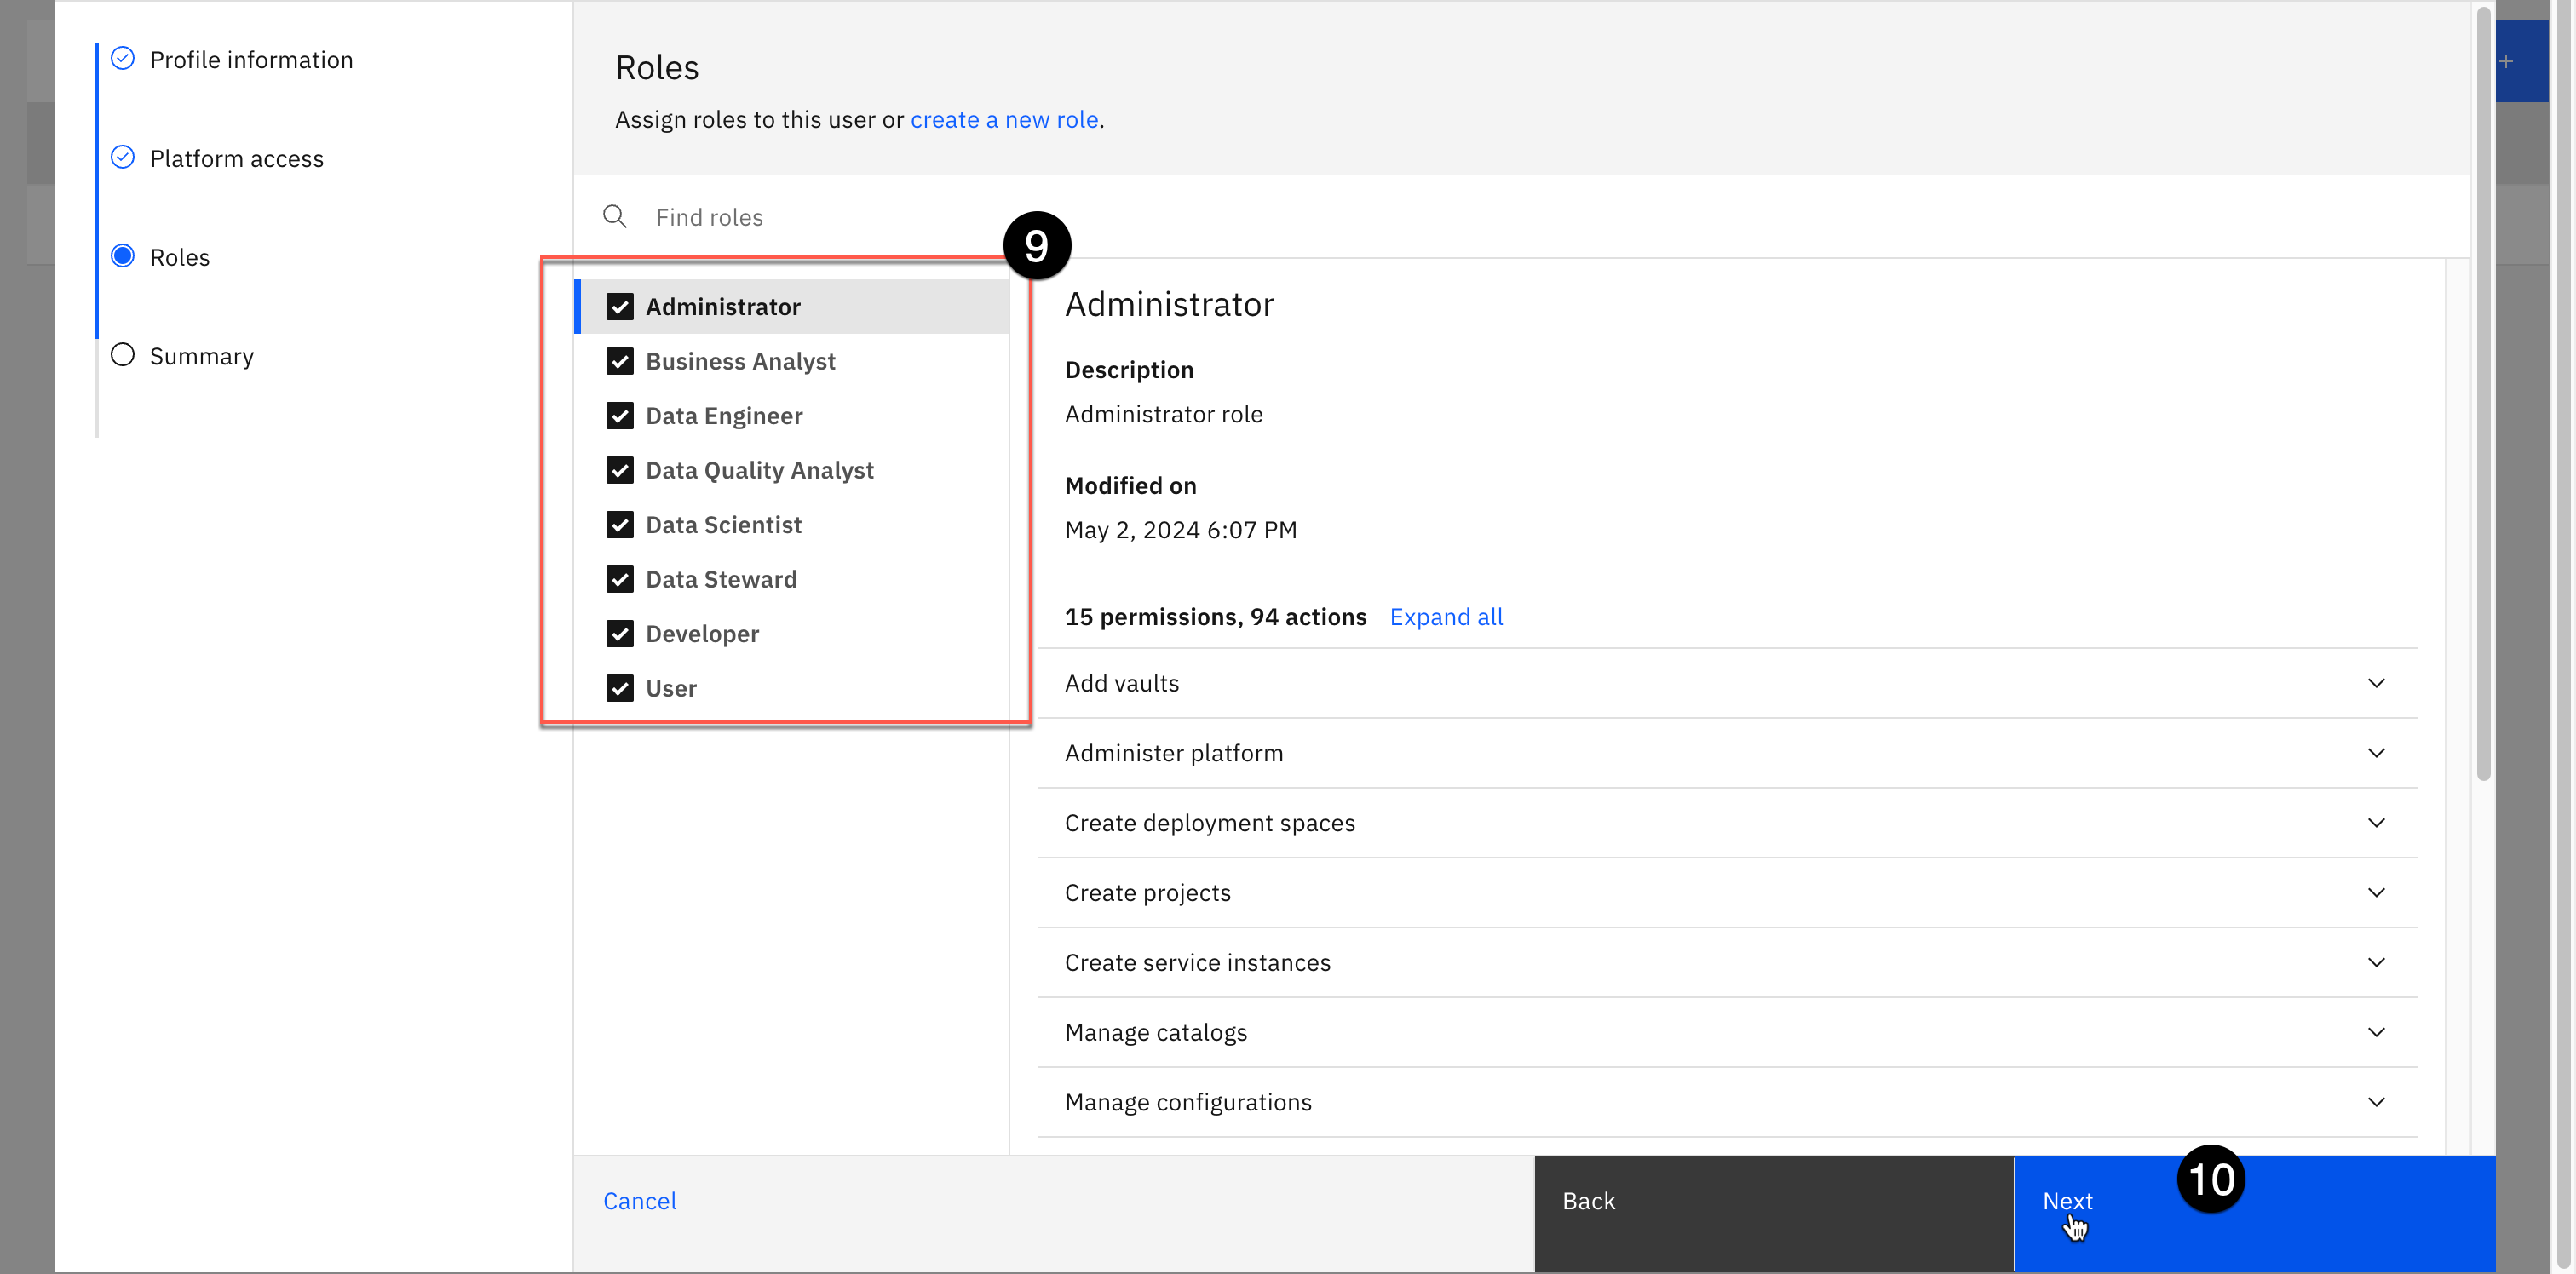 Profile information
Platform access
Roles
Summary
Roles
Assign roles to this user or create a new role.
Find roles
9
Administrator
Business Analyst
Data Engineer
Data Quality Analyst
Data Scientist
Data Steward
Developer
User
Administrator
Description
Administrator role
Modified on
May 2, 2024 6:07 PM
15 permissions, 94 actions Expand all
Add vaults
Administer platform
Create deployment spaces
Create projects
Create service instances
Manage catalogs
Manage configurations
Cancel
Back
Next
10